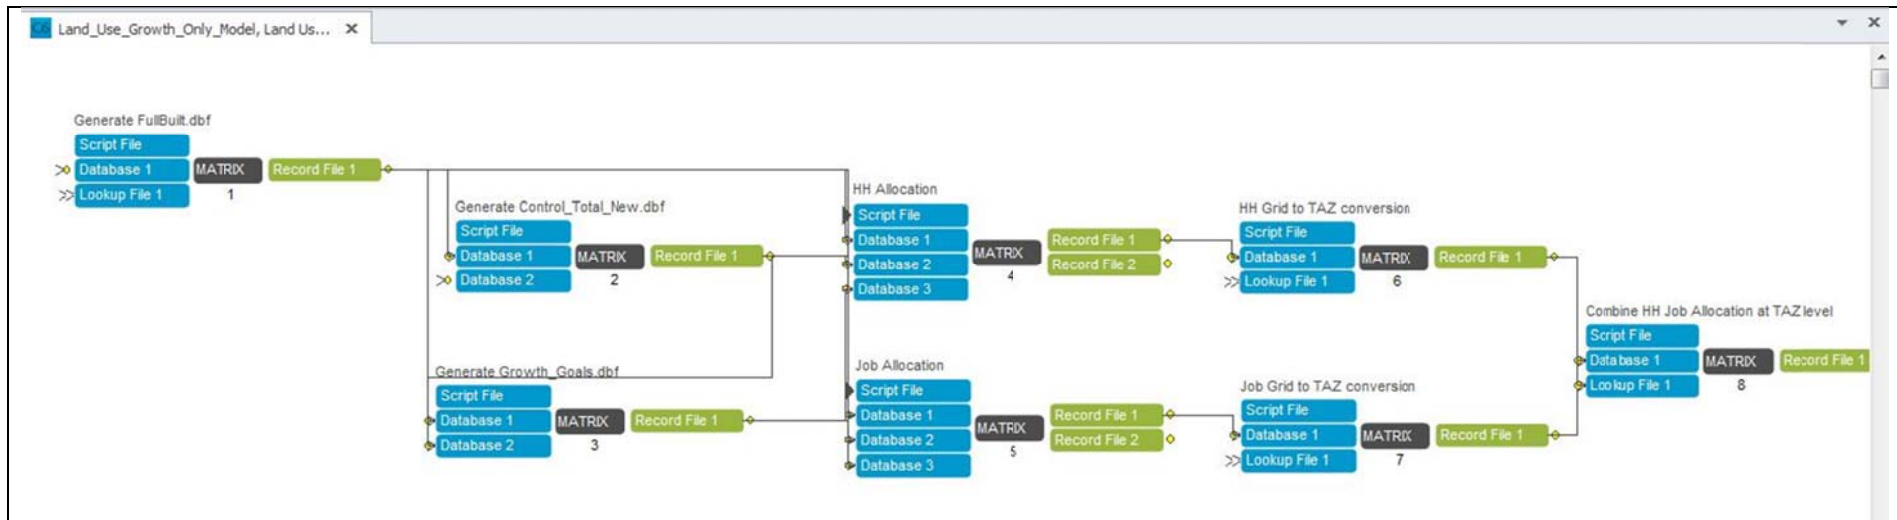 Land_Use_Growth_Only_Model, Land Us...
Generate FullBuilt.dbf
Script File
Database 1
MATRIX
Record File 1
Lookup File 1
1
Generate Control_Total_New.dbf
Script File
Database 1
MATRIX
Record File 1
Database 2
2
Generate Growth_Goals.dbf
Script File
Database 1
MATRIX
Record File 1
Database 2
3
HH Allocation
Script File
Database 1
Record File 1
MATRIX
Database 2
Record File 2
4
Database 3
Job Allocation
Script File
Database 1
Record File 1
MATRIX
Database 2
Record File 2
5
Database 3
HH Grid to TAZ conversion
Script File
Database 1
MATRIX
Record File 1
Lookup File 1
6
Job Grid to TAZ conversion
Script File
Database 1
MATRIX
Record File 1
Lookup File 1
7
Combine HH Job Allocation at TAZ level
Script File
Database 1
MATRIX
Record File 1
Lookup File 1
8